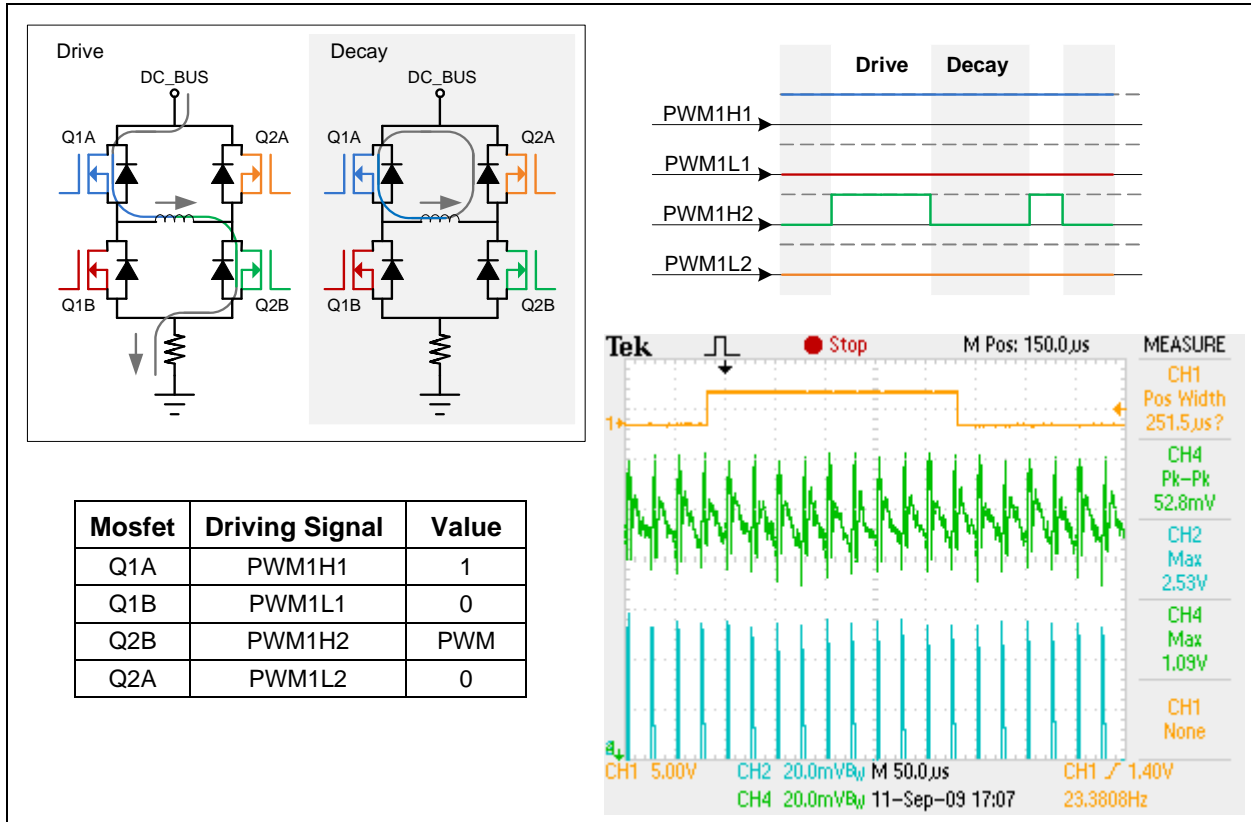 Drive
Decay
DC_BUS
DC_BUS
Q1A
Q2A
Q1A
Q2A
Q1B
Q2B
Q1B
Q2B
Drive Decay
PWM1H1
PWM1L1
PWM1H2
PWM1L2
Mosfet Driving Signal Value
Q1A PWM1H1 1
Q1B PWM1L1 0
Q2B PWM1H2 PWM
Q2A PWM1L2 0
Tek Stop M Pos: 150.0µs MEASURE
CH1
Pos Width
251.5µs?
CH4
Pk-Pk
52.8mV
CH2
Max
2.53V
CH4
Max
1.09V
CH1
None
1
CH1 5.00V CH2 20.0mVBW M 50.0µs CH1 1.40V
CH4 20.0mVBW 11-Sep-09 17:07 23.3808Hz